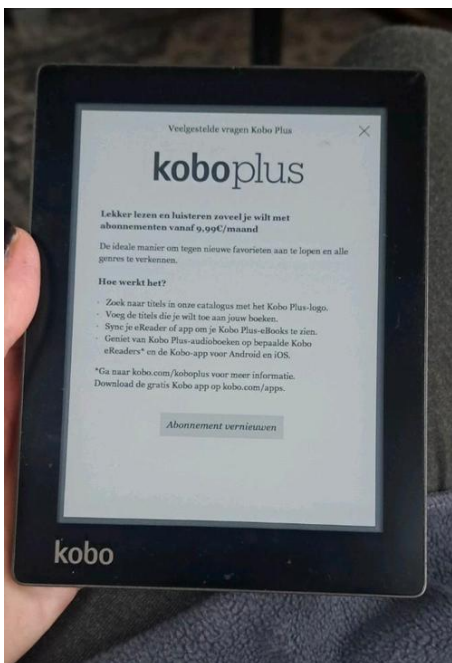 Veelgestelde vragen Kobo Plus
koboplus
Lekker lezen en luisteren zoveel je wilt met
abonnementen vanaf 9,99€/maand
De ideale manier om tegen nieuwe favorieten aan te lopen en alle
genres te verkennen.
Hoe werkt het?
· Zoek naar titels in onze catalogus met het Kobo Plus-logo.
· Voeg de titels die je wilt toe aan jouw boeken.
· Sync je eReader of app om je Kobo Plus-eBooks te zien.
· Geniet van Kobo Plus-audioboeken op bepaalde Kobo
eReaders* en de Kobo-app voor Android en iOS.
*Ga naar kobo.com/koboplus voor meer informatie.
Download de gratis Kobo app op kobo.com/apps.
Abonnement vernieuwen
kobo